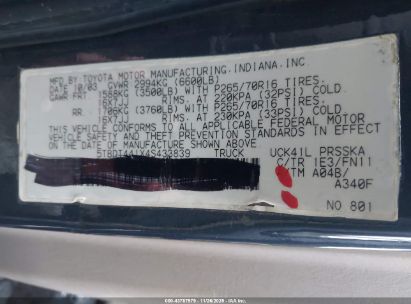 MFD.BY:TOYOTA MOTOR MANUFACTURING,INDIANA,INC.
DATE 10/03 GVWR 2994KG (6600LB)
GAWR FRT 1588KG (3500LB) WITH P265/70R16 TIRES.
16X7JJ RIMS. AT 220KPA (32PSI) COLD
RR 1706KG (3760LB) WITH P265/70R16 TIRES.
16X7JJ RIMS. AT 230KPA (33PSI) COLD.
THIS VEHICLE CONFORMS TO ALL APPLICABLE FEDERAL MOTOR
VEHICLE SAFETY AND THEFT PREVENTION STANDARDS IN EFFECT
ON THE DATE OF MANUFACTURE SHOWN ABOVE
5TBDT441X4S433839 TRUCK UCK41L PRSSKA
C/TR 1E3/FN11
TM A04B/
A340F
NO 801